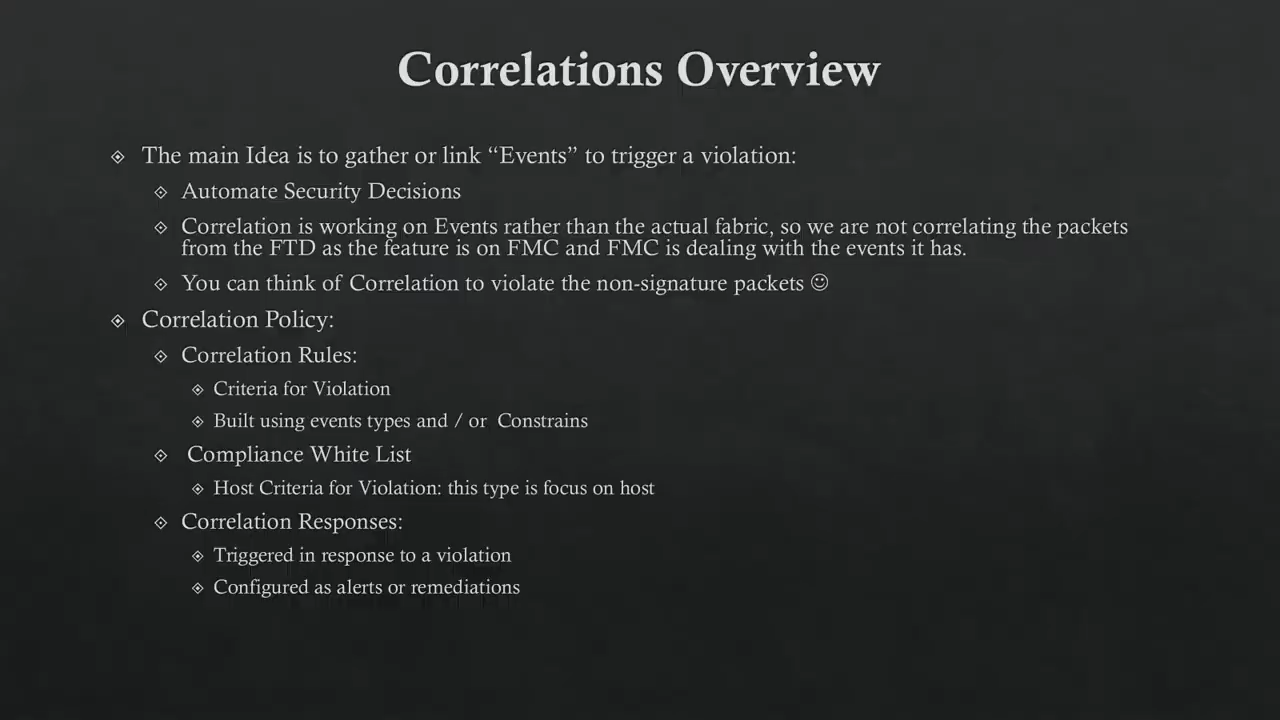 Correlations Overview
The main Idea is to gather or link “Events” to trigger a violation:
Automate Security Decisions
Correlation is working on Events rather than the actual fabric, so we are not correlating the packets
from the FTD as the feature is on FMC and FMC is dealing with the events it has.
You can think of Correlation to violate the non-signature packets ☺
Correlation Policy:
Correlation Rules:
Criteria for Violation
Built using events types and / or Constrains
Compliance White List
Host Criteria for Violation: this type is focus on host
Correlation Responses:
Triggered in response to a violation
Configured as alerts or remediations